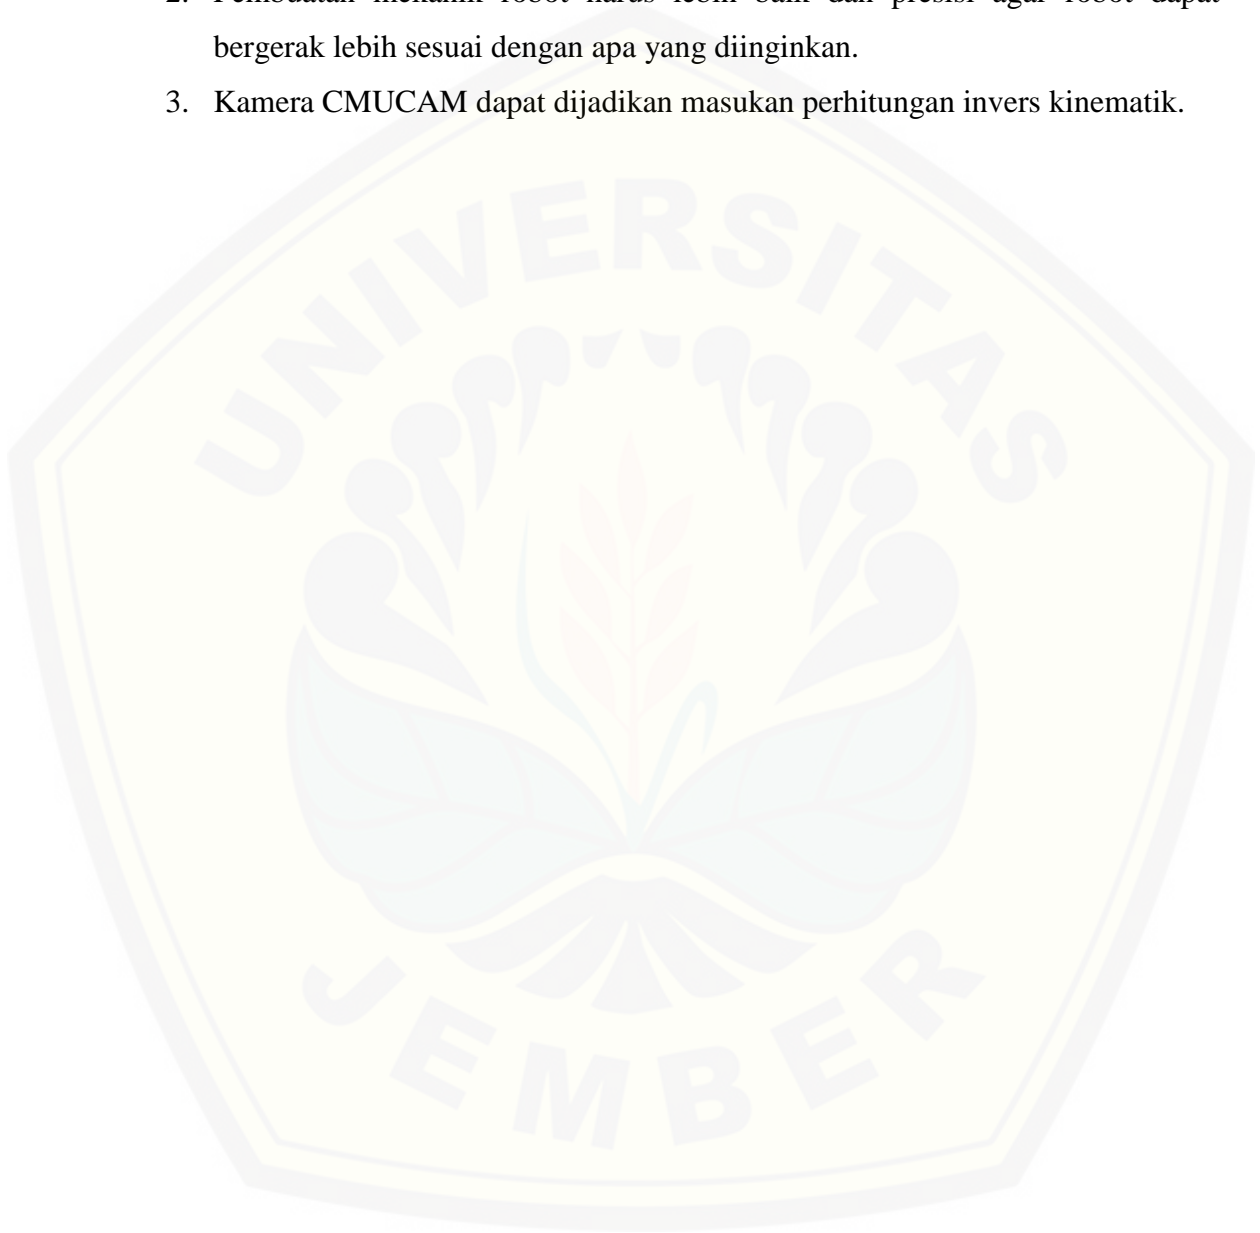 2. Pembuatan mekanik robot harus lebih baik dan presisi agar robot dapat
bergerak lebih sesuai dengan apa yang diinginkan.
3. Kamera CMUCAM dapat dijadikan masukan perhitungan invers kinematik.
UNIVERSITAS
JEMBER